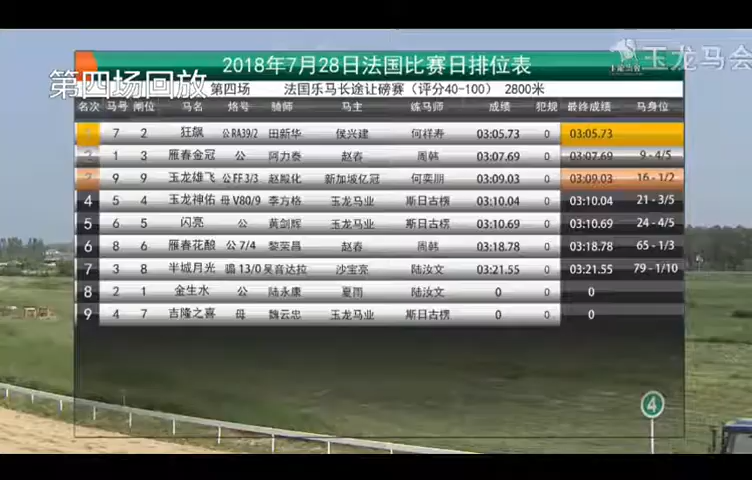 2018年7月28日法国比赛日排位表
玉龙马会
第四场回放
第四场 法国乐马长途让磅赛（评分40-100） 2800米
名次 马号 闸位 马名 烙号 骑师 马主 练马师 成绩 犯规 最终成绩 马身位
1 7 2 狂飙 公 RA39/2 田新华 侯兴建 何祥寿 03:05.73 0 03:05.73
2 1 3 雁春金冠 公 阿力泰 赵春 周韩 03:07.69 0 03:07.69 9 - 4/5
3 9 9 玉龙雄飞 公 FF 3/3 赵殿化 新加坡亿冠 何奕朋 03:09.03 0 03:09.03 16 - 1/2
4 5 4 玉龙神佑 母 V80/9 李方格 玉龙马业 斯日古楞 03:10.04 0 03:10.04 21 - 3/5
5 6 5 闪亮 公 黄剑辉 玉龙马业 斯日古楞 03:10.69 0 03:10.69 24 - 4/5
6 8 6 雁春花酸 公 7/4 黎荣昌 赵春 周韩 03:18.78 0 03:18.78 65 - 1/3
7 3 8 半城月光 骟 13/0 吴音达拉 沙宝亮 陆汝文 03:21.55 0 03:21.55 79 - 1/10
8 2 1 金生水 公 陆永康 夏雨 陆汝文 0 0 0
9 4 7 吉隆之喜 母 魏云忠 玉龙马业 斯日古楞 0 0 0
4